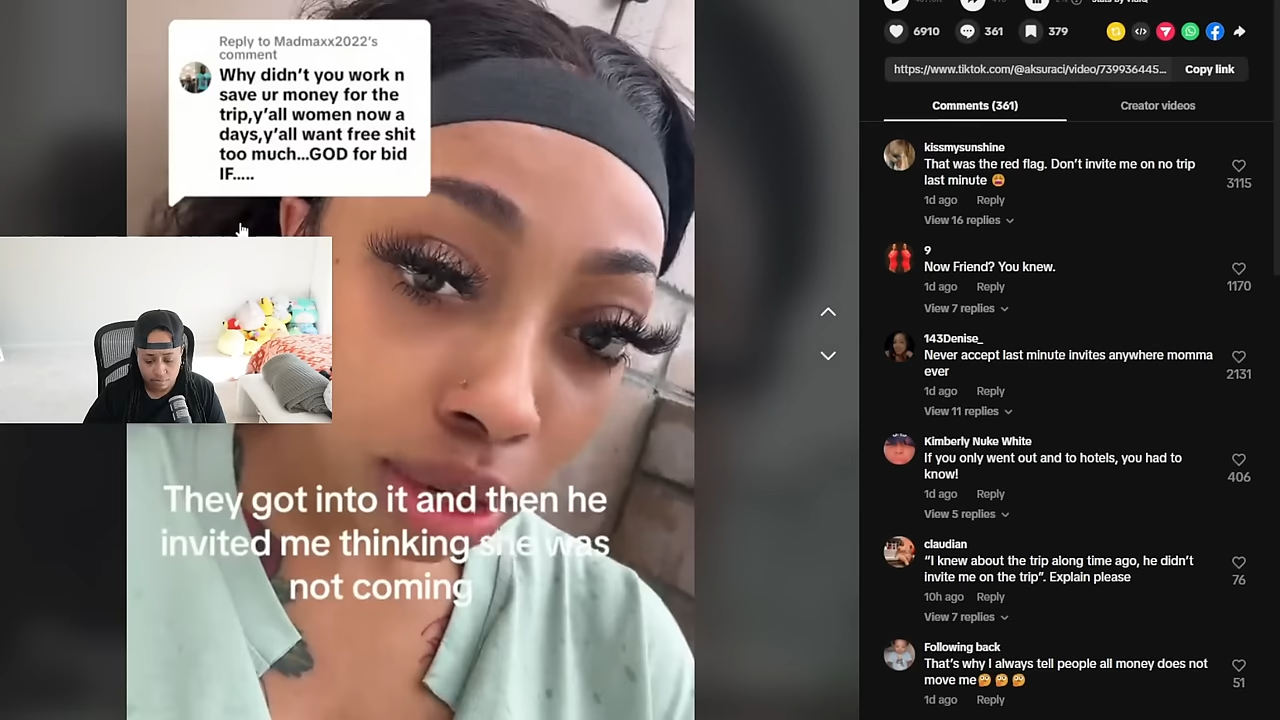 Reply to Madmaxx2022's
comment
Why didn't you work n
save ur money for the
trip,y'all women now a
days,y'all want free shit
too much...GOD for bid
IF.....
They got into it and then he
invited me thinking she was
not coming
6910
361
379
https://www.tiktok.com/@aksuraci/video/739936445...
Copy link
Comments (361)
Creator videos
kissmysunshine
That was the red flag. Don't invite me on no trip
last minute 😩
3115
1d ago
Reply
View 16 replies
9
Now Friend? You knew.
1170
1d ago
Reply
View 7 replies
143Denise_
Never accept last minute invites anywhere momma
ever
2131
1d ago
Reply
View 11 replies
Kimberly Nuke White
If you only went out and to hotels, you had to
know!
406
1d ago
Reply
View 5 replies
claudian
“I knew about the trip along time ago, he didn't
invite me on the trip”. Explain please
76
10h ago
Reply
View 7 replies
Following back
That's why I always tell people all money does not
move me🙄🙄🙄
51
1d ago
Reply